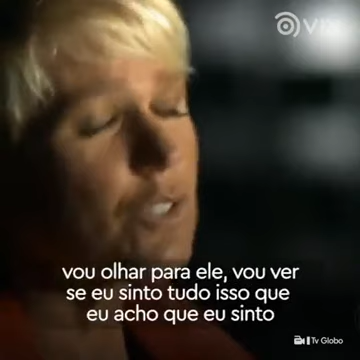 vix
vou olhar para ele, vou ver
se eu sinto tudo isso que
eu acho que eu sinto
Tv Globo